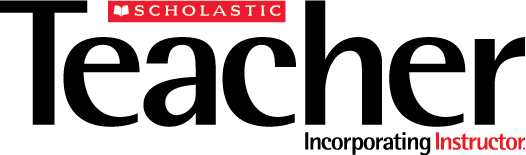 SCHOLASTIC
Teacher
Incorporating Instructor.